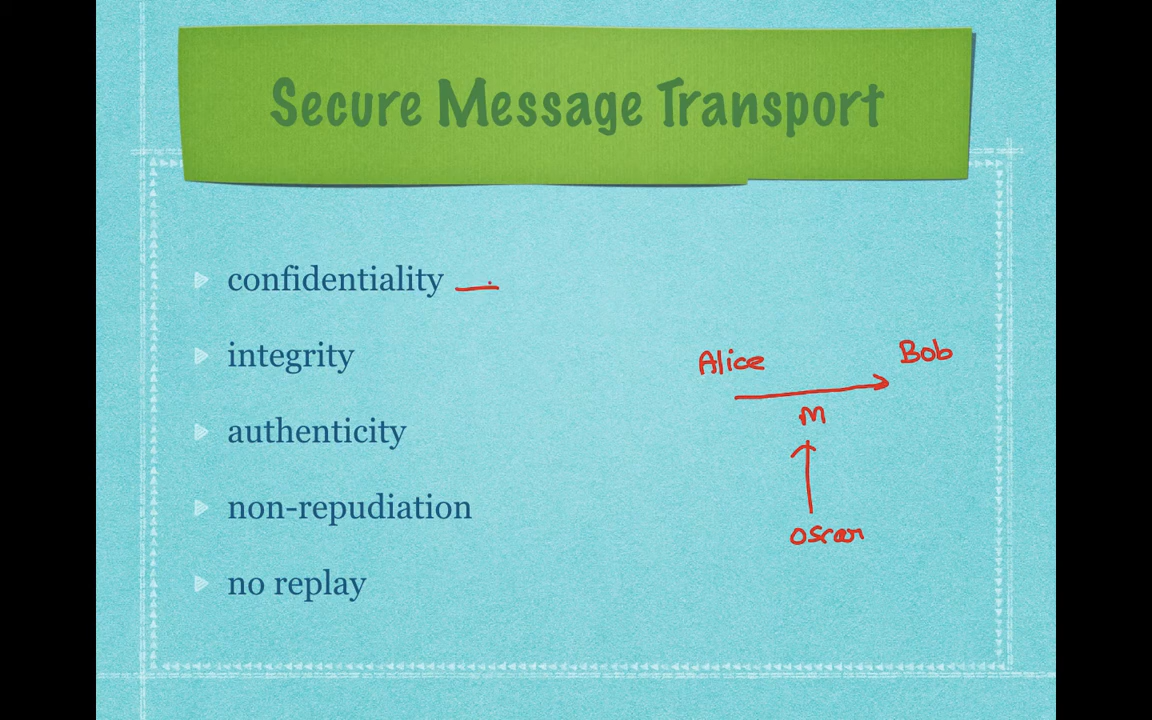 Secure Message Transport
confidentiality
integrity
authenticity
non-repudiation
no replay
Alice
Bob
M
oscar